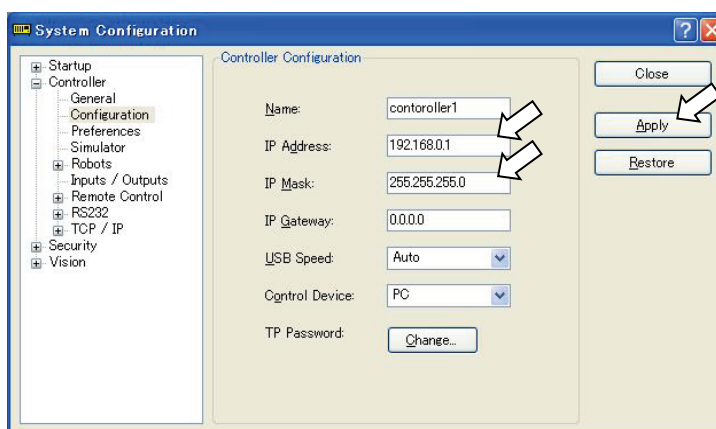 System Configuration
Startup
Controller
General
Configuration
Preferences
Simulator
Robots
Inputs / Outputs
Remote Control
RS232
TCP / IP
Security
Vision
Controller Configuration
Name: contoroller1
IP Address: 192.168.0.1
IP Mask: 255.255.255.0
IP Gateway: 0.0.0.0
USB Speed: Auto
Control Device: PC
TP Password: Change...
Close
Apply
Restore